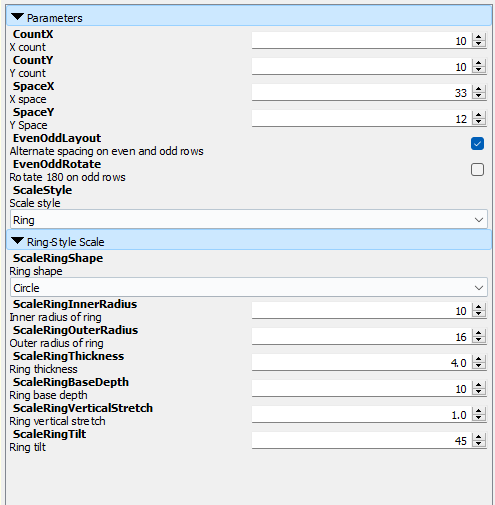 Parameters
CountX
X count
10
CountY
Y count
10
SpaceX
X space
33
SpaceY
Y Space
12
EvenOddLayout
Alternate spacing on even and odd rows
EvenOddRotate
Rotate 180 on odd rows
ScaleStyle
Scale style
Ring
Ring-Style Scale
ScaleRingShape
Ring shape
Circle
ScaleRingInnerRadius
Inner radius of ring
10
ScaleRingOuterRadius
Outer radius of ring
16
ScaleRingThickness
Ring thickness
4.0
ScaleRingBaseDepth
Ring base depth
10
ScaleRingVerticalStretch
Ring vertical stretch
1.0
ScaleRingTilt
Ring tilt
45